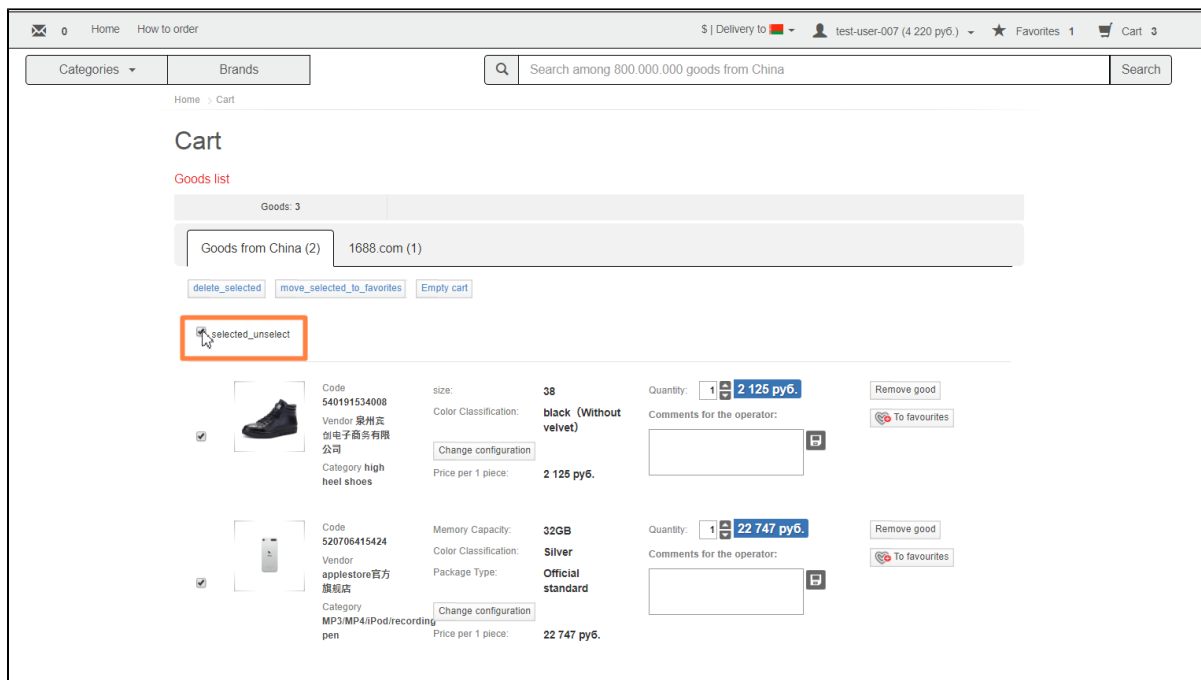 0 Home How to order $ | Delivery to test-user-007 (4 220 руб.) Favorites 1 Cart 3
Categories Brands Search among 800.000.000 goods from China Search
Home > Cart
Cart
Goods list
Goods: 3
Goods from China (2) 1688.com (1)
delete_selected move_selected_to_favorites Empty cart
selected_unselect
Code
540191534008
Vendor 泉州宾
创电子商务有限
公司
Category high
heel shoes
size: 38
Color Classification: black（Without
velvet）
Change configuration
Price per 1 piece: 2 125 руб.
Quantity: 1 2 125 руб.
Comments for the operator:
Remove good
To favourites
Code
520706415424
Vendor
applestore官方
旗舰店
Category
MP3/MP4/iPod/recording
pen
Memory Capacity: 32GB
Color Classification: Silver
Package Type: Official
standard
Change configuration
Price per 1 piece: 22 747 руб.
Quantity: 1 22 747 руб.
Comments for the operator:
Remove good
To favourites